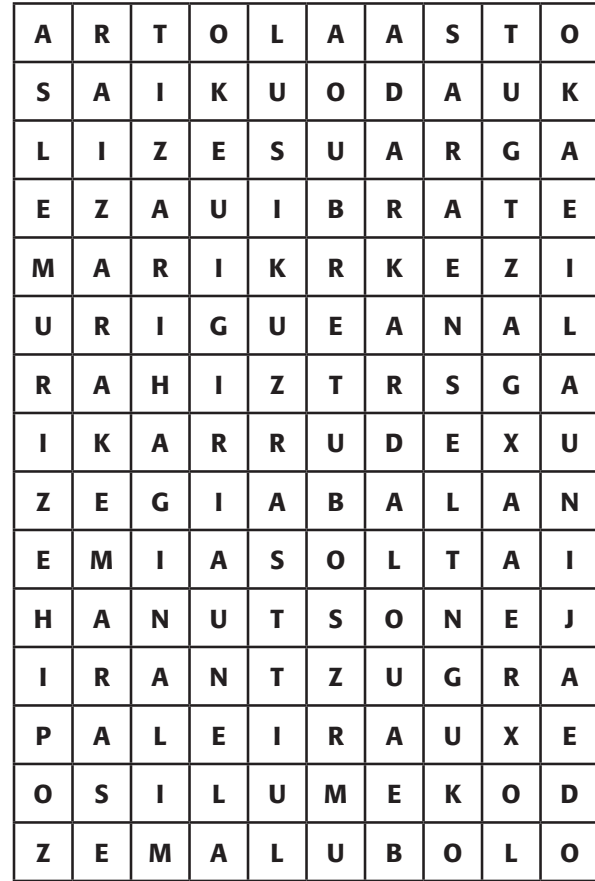 A R T O L A A S T O
S A I K U O D A U K
L I Z E S U A R G A
E Z A U I B R A T E
M A R I K R K E Z I
U R I G U E A N A L
R A H I Z T R S G A
I K A R R U D E X U
Z E G I A B A L A N
E M I A S O L T A I
H A N U T S O N E J
I R A N T Z U G R A
P A L E I R A U X E
O S I L U M E K O D
Z E M A L U B O L O